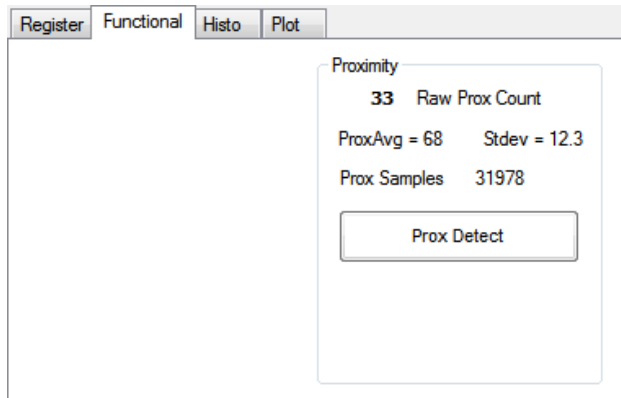 Register Functional Histo Plot
Proximity
33 Raw Prox Count
ProxAvg = 68 Stdev = 12.3
Prox Samples 31978
Prox Detect